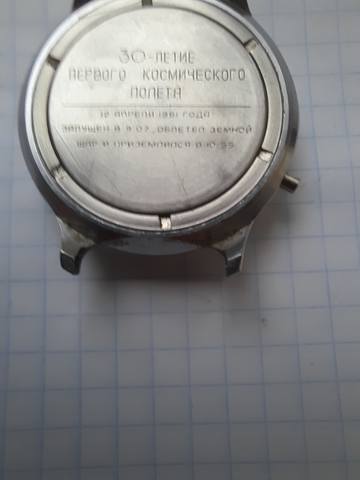 30-ЛЕТИЕ
ПЕРВОГО КОСМИЧЕСКОГО
ПОЛЕТА
12 АПРЕЛЯ 1961 ГОДА
ЗАПУЩЕН В 9.07, ОБЛЕТЕЛ ЗЕМНОЙ
ШАР И ПРИЗЕМЛИЛСЯ В 10.55